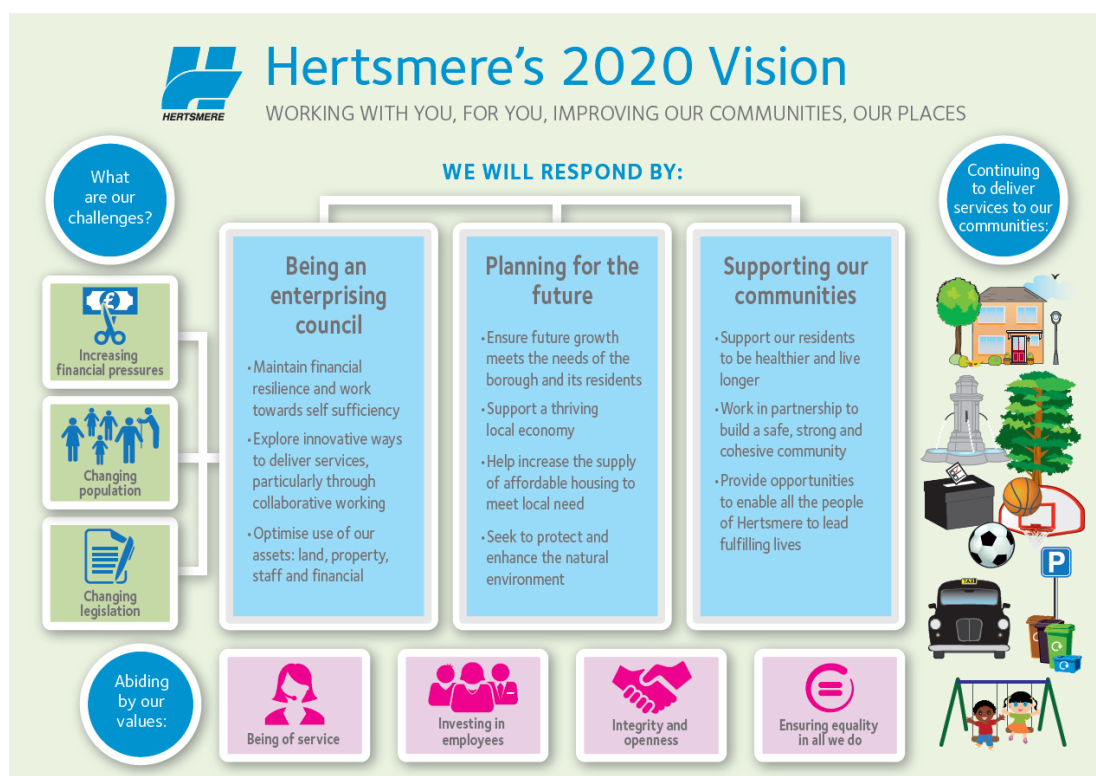 Hertsmere's 2020 Vision
HERTSMERE
WORKING WITH YOU, FOR YOU, IMPROVING OUR COMMUNITIES, OUR PLACES
What
are our
challenges?
Increasing
financial pressures
Changing
population
Changing
legislation
WE WILL RESPOND BY:
Being an
enterprising
council
•Maintain financial
resilience and work
towards self sufficiency
•Explore innovative ways
to deliver services,
particularly through
collaborative working
•Optimise use of our
assets: land, property,
staff and financial
Planning for the
future
•Ensure future growth
meets the needs of the
borough and its residents
•Support a thriving
local economy
•Help increase the supply
of affordable housing to
meet local need
•Seek to protect and
enhance the natural
environment
Supporting our
communities
•Support our residents
to be healthier and live
longer
•Work in partnership to
build a safe, strong and
cohesive community
•Provide opportunities
to enable all the people
of Hertsmere to lead
fulfilling lives
Continuing
to deliver
services to our
communities:
P
TAXI
Abiding
by our
values:
Being of service
Investing in
employees
Integrity and
openness
Ensuring equality
in all we do